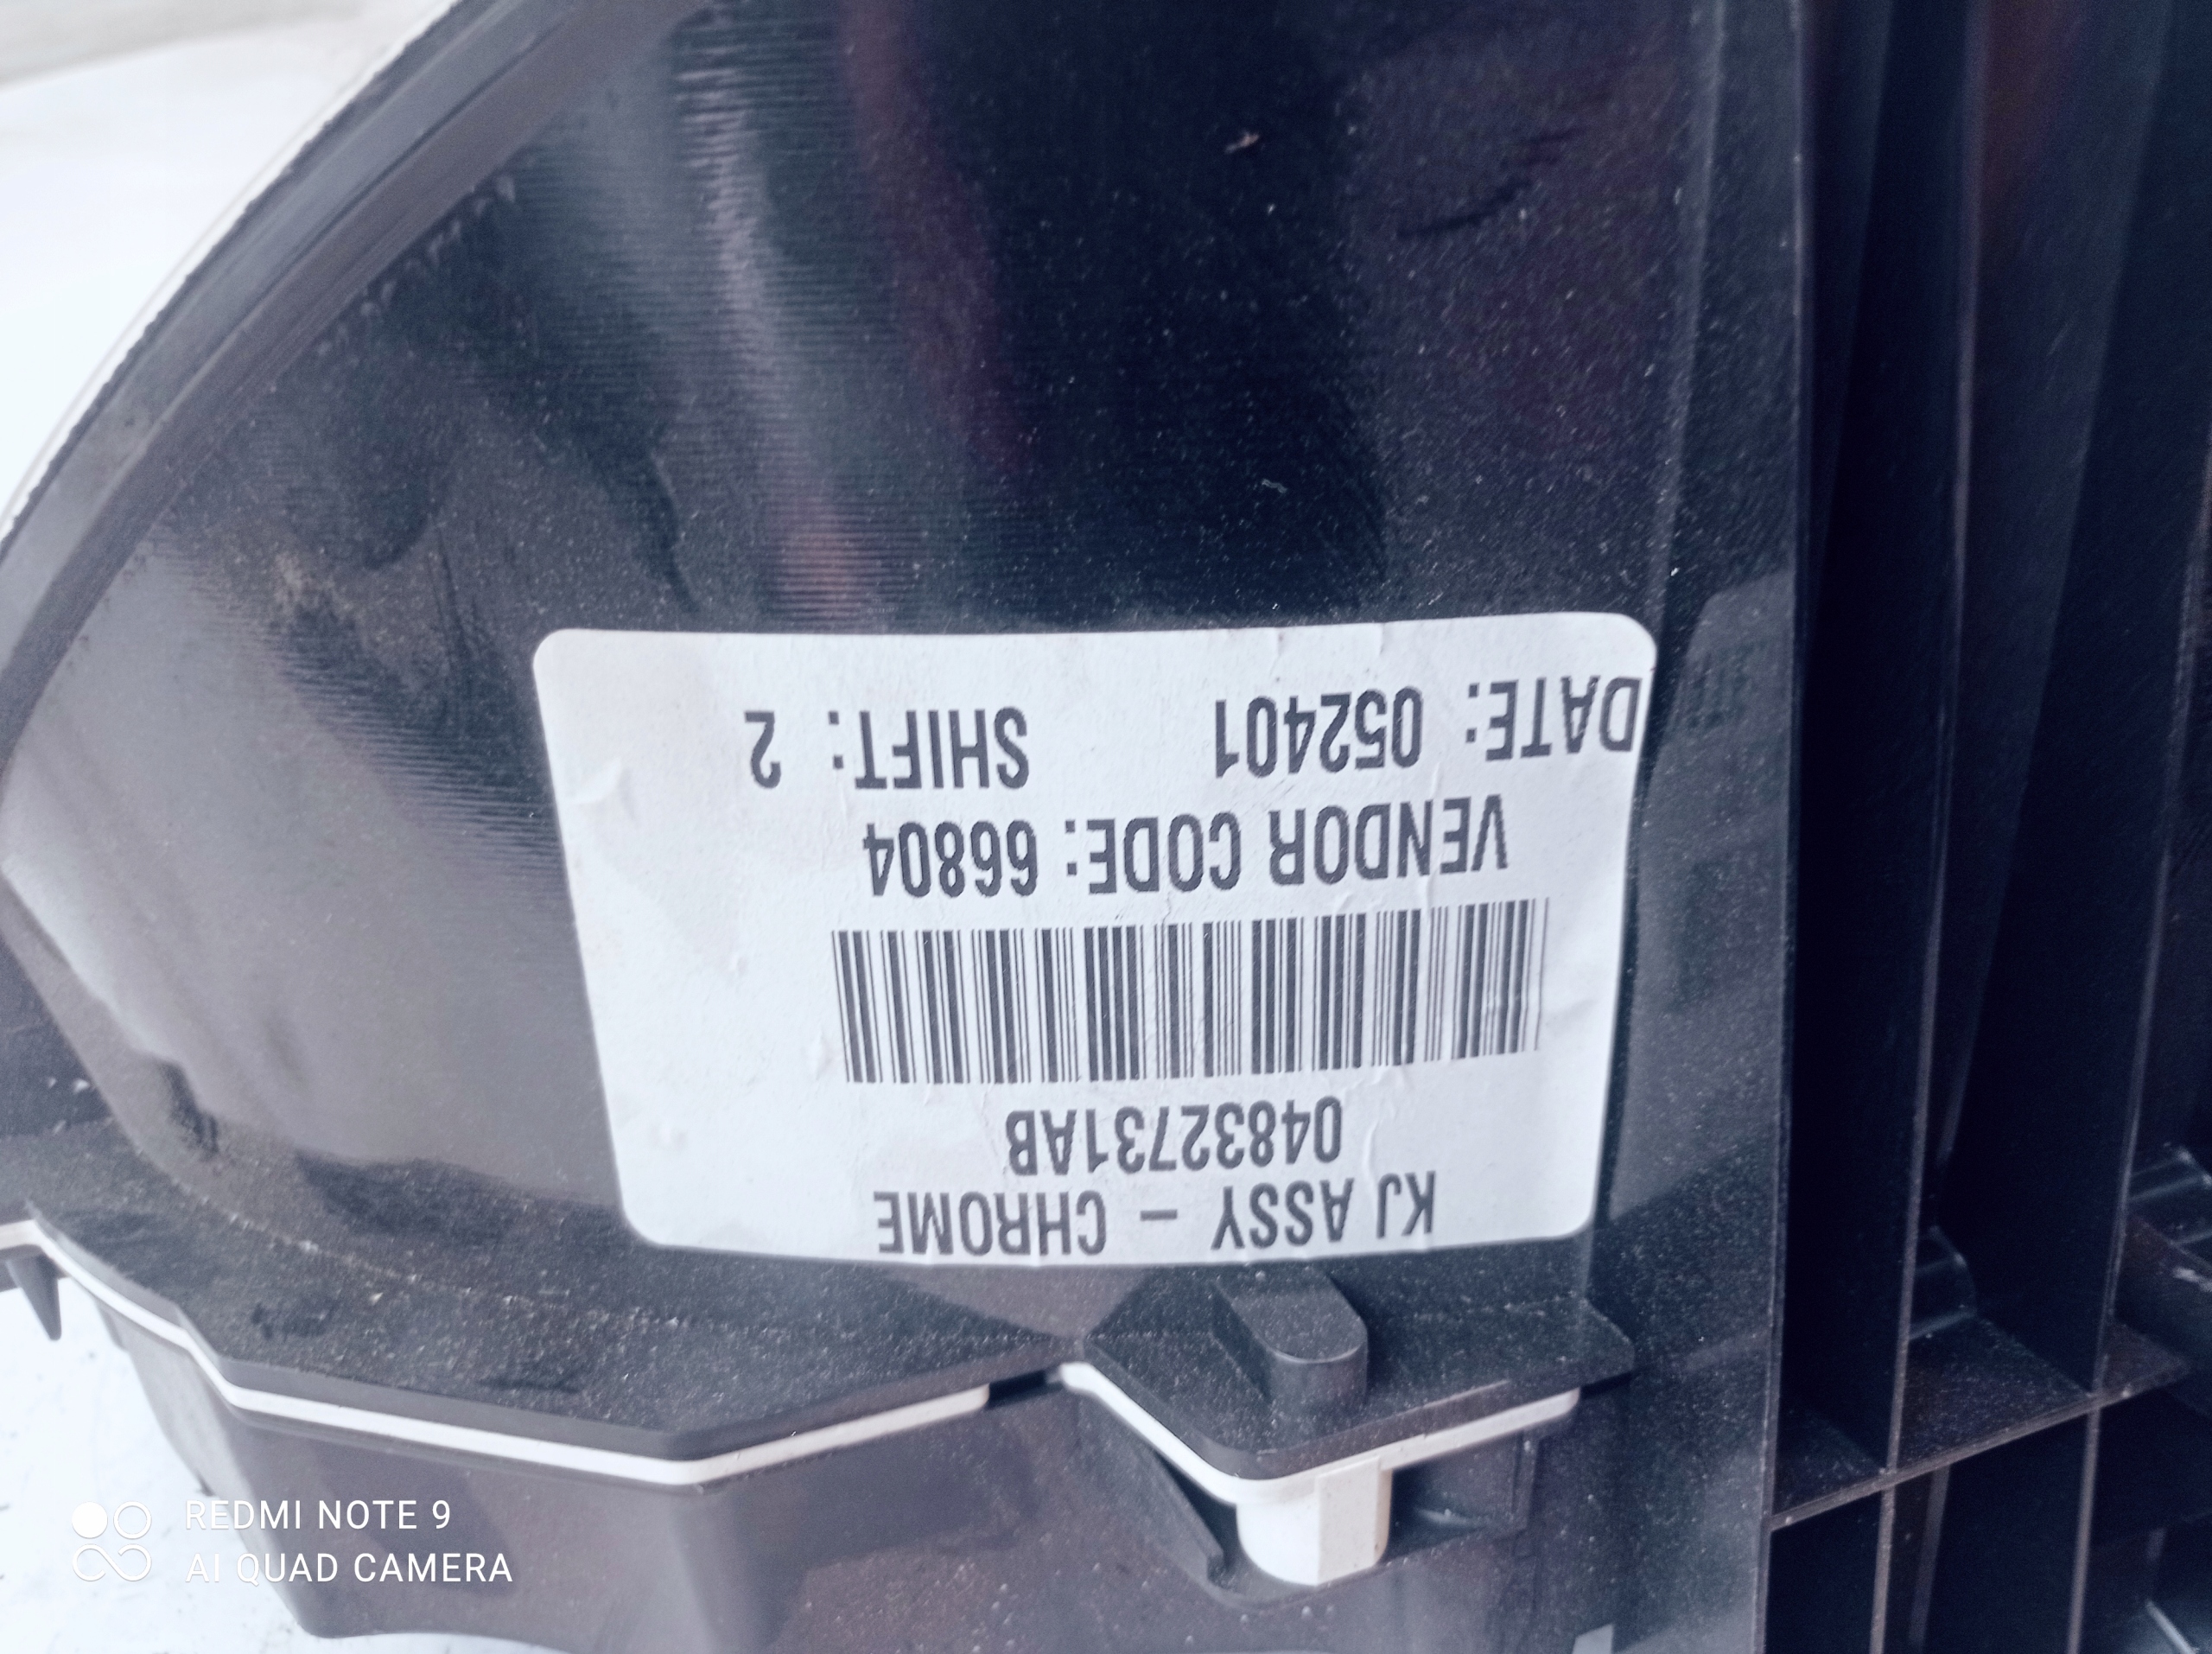 KJ ASSY - CHROME
04832731AB
VENDOR CODE: 66804
DATE: 052401 SHIFT: 2
REDMI NOTE 9
AI QUAD CAMERA